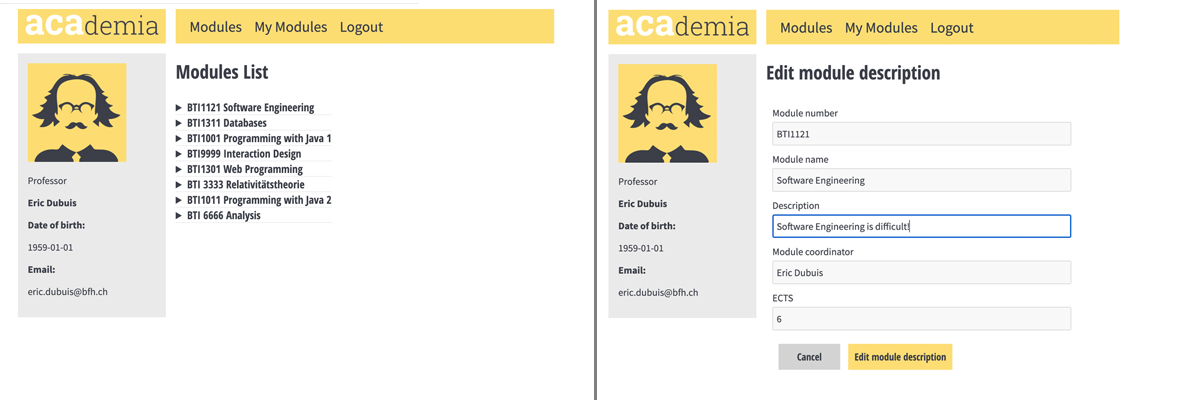 academia
Modules My Modules Logout
Professor
Eric Dubuis
Date of birth:
1959-01-01
Email:
eric.dubuis@bfh.ch
Modules List
BTI1121 Software Engineering
BTI1311 Databases
BTI1001 Programming with Java 1
BTI9999 Interaction Design
BTI1301 Web Programming
BTI 3333 Relativitätstheorie
BTI1011 Programming with Java 2
BTI 6666 Analysis
academia
Modules My Modules Logout
Professor
Eric Dubuis
Date of birth:
1959-01-01
Email:
eric.dubuis@bfh.ch
Edit module description
Module number
BTI1121
Module name
Software Engineering
Description
Software Engineering is difficult!
Module coordinator
Eric Dubuis
ECTS
6
Cancel Edit module description